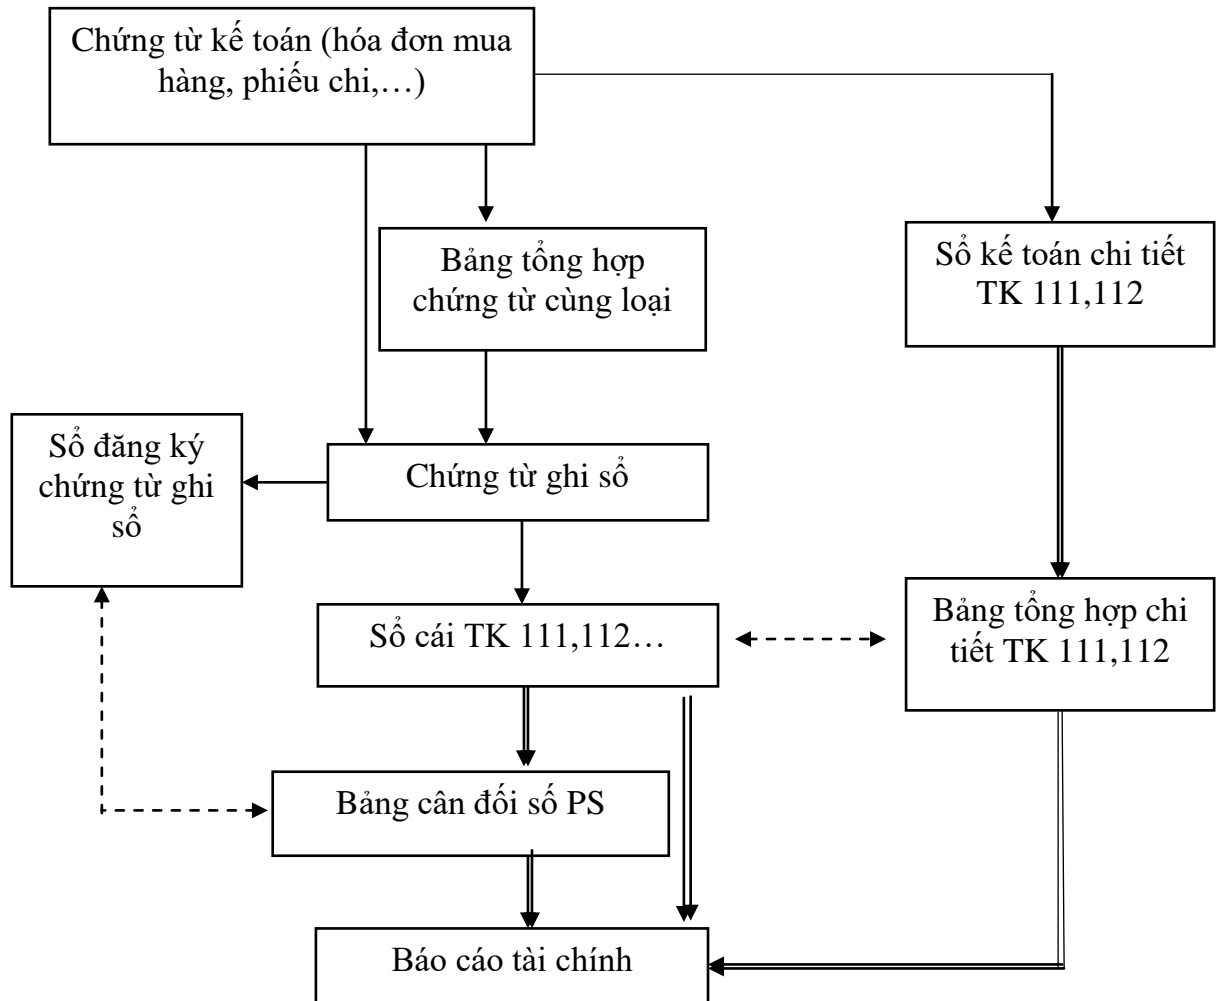 Chứng từ kế toán (hóa đơn mua
hàng, phiếu chi,…)
Bảng tổng hợp
chứng từ cùng loại
Sổ kế toán chi tiết
TK 111,112
Sổ đăng ký
chứng từ ghi
sổ
Chứng từ ghi sổ
Sổ cái TK 111,112…
Bảng tổng hợp chi
tiết TK 111,112
Bảng cân đối số PS
Báo cáo tài chính